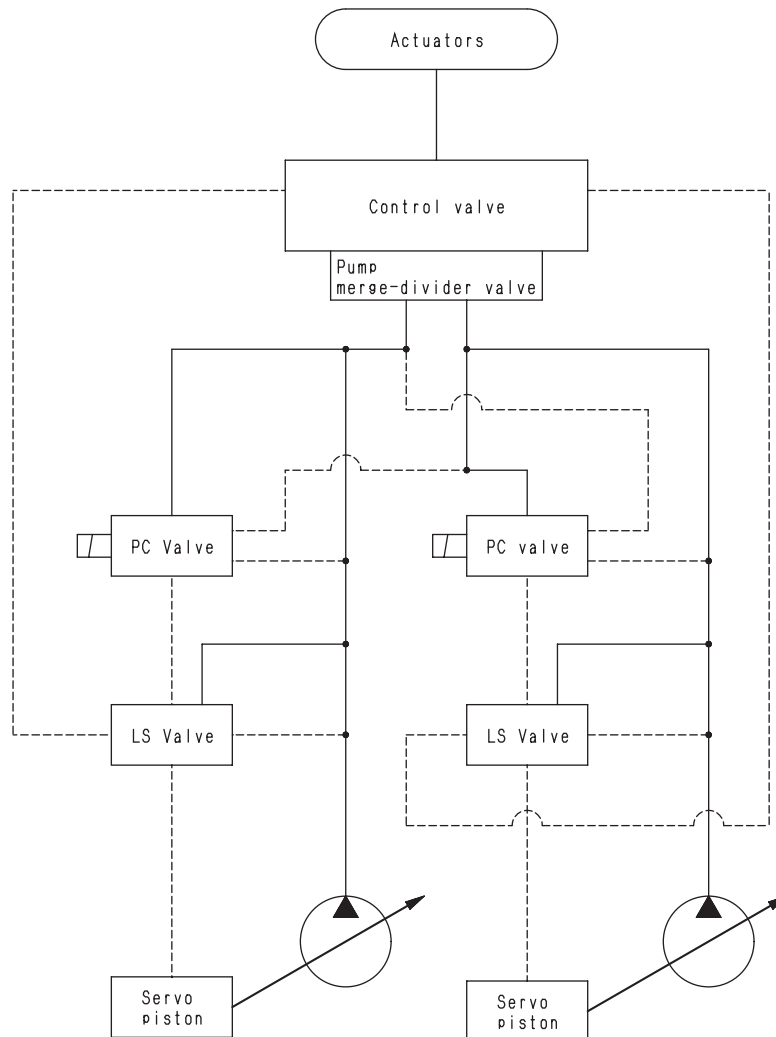 Actuators
Control valve
Pump
merge-divider valve
PC Valve
PC valve
LS Valve
LS Valve
Servo
piston
Servo
piston